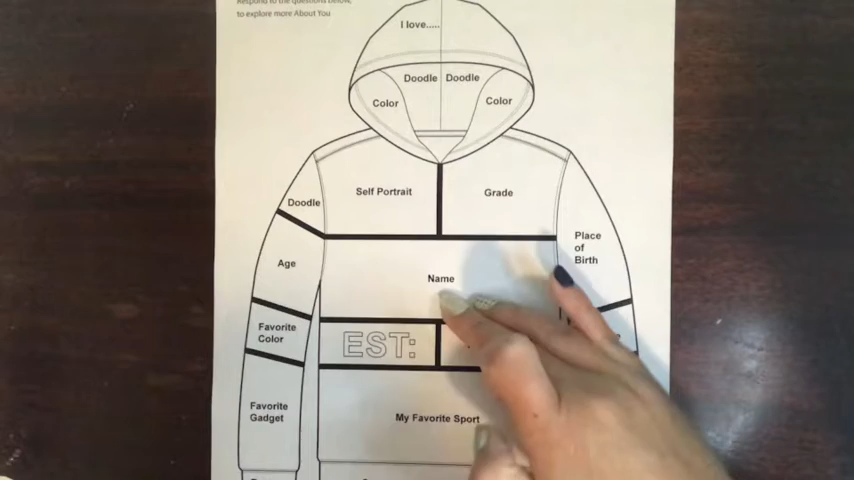 Respond to the questions below,
to explore more About You
I love.....
Doodle
Doodle
Color
Color
Self Portrait
Grade
Doodle
Place
of
Birth
Age
Name
Favorite
Color
EST:
Favorite
Gadget
My Favorite Sport